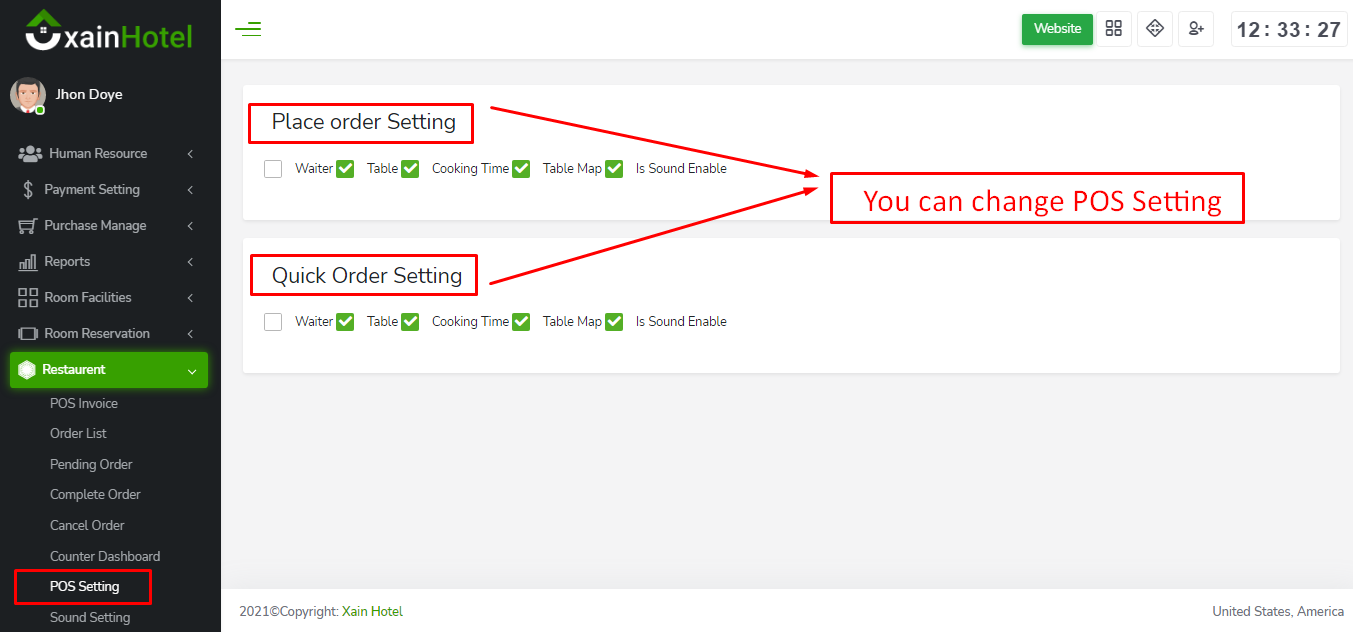 xainHotel
Website
12 : 33 : 27
Jhon Doye
Human Resource
Payment Setting
Purchase Manage
Reports
Room Facilities
Room Reservation
Restaurent
POS Invoice
Order List
Pending Order
Complete Order
Cancel Order
Counter Dashboard
POS Setting
Sound Setting
Place order Setting
Waiter Table Cooking Time Table Map Is Sound Enable
You can change POS Setting
Quick Order Setting
Waiter Table Cooking Time Table Map Is Sound Enable
2021©Copyright: Xain Hotel
United States, America